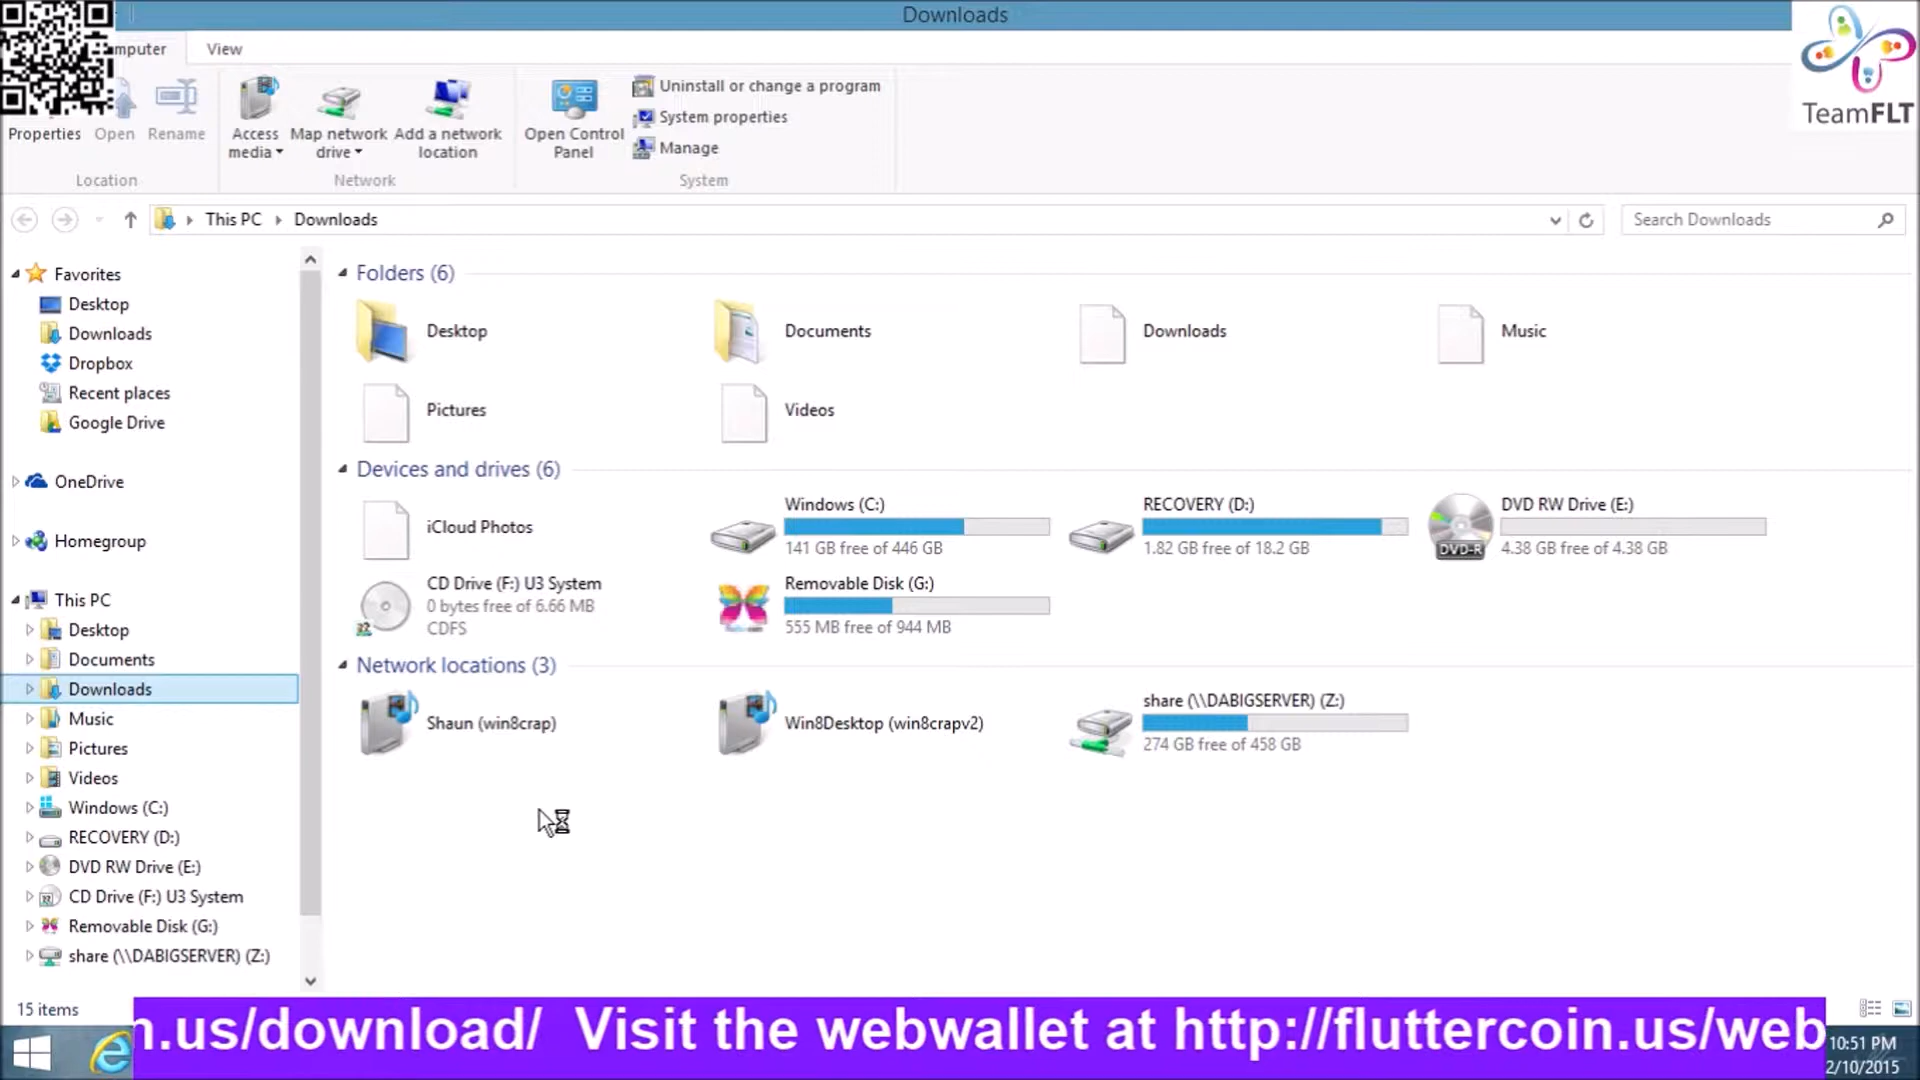 Downloads
mputer
View
Properties
Open
Rename
Access media
Map network drive
Add a network location
Open Control Panel
Uninstall or change a program
System properties
Manage
Location
Network
System
TeamFLT
This PC
Downloads
Search Downloads
Favorites
Desktop
Downloads
Dropbox
Recent places
Google Drive
OneDrive
Homegroup
This PC
Desktop
Documents
Downloads
Music
Pictures
Videos
Windows (C:)
RECOVERY (D:)
DVD RW Drive (E:)
CD Drive (F:) U3 System
Removable Disk (G:)
share (\\DABIGSERVER) (Z:)
Folders (6)
Desktop
Documents
Downloads
Music
Pictures
Videos
Devices and drives (6)
iCloud Photos
Windows (C:)
141 GB free of 446 GB
RECOVERY (D:)
1.82 GB free of 18.2 GB
DVD-R
DVD RW Drive (E:)
4.38 GB free of 4.38 GB
CD Drive (F:) U3 System
0 bytes free of 6.66 MB
CDFS
Removable Disk (G:)
555 MB free of 944 MB
Network locations (3)
Shaun (win8crap)
Win8Desktop (win8crapv2)
share (\\DABIGSERVER) (Z:)
274 GB free of 458 GB
15 items
n.us/download/ Visit the webwallet at http://fluttercoin.us/web
10:51 PM
2/10/2015